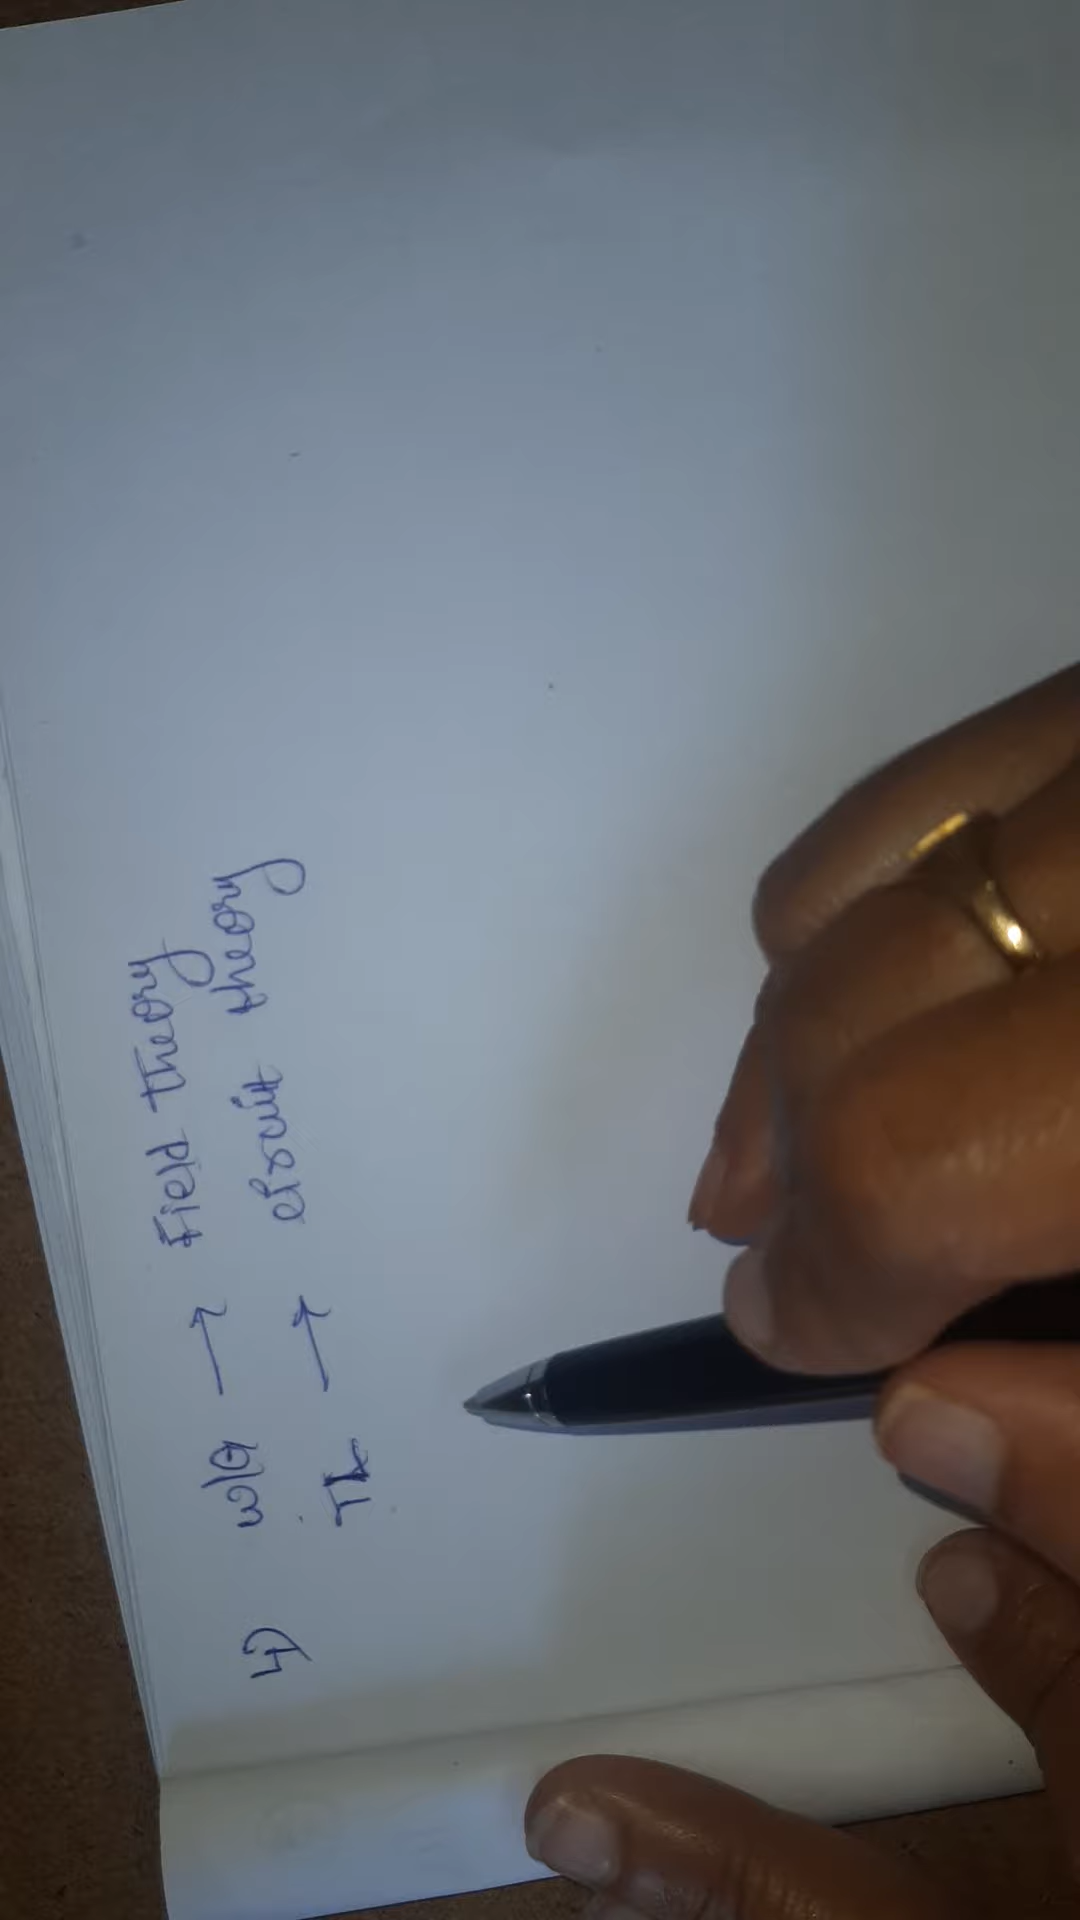 4) W/G → Field theory
TL → circuit theory